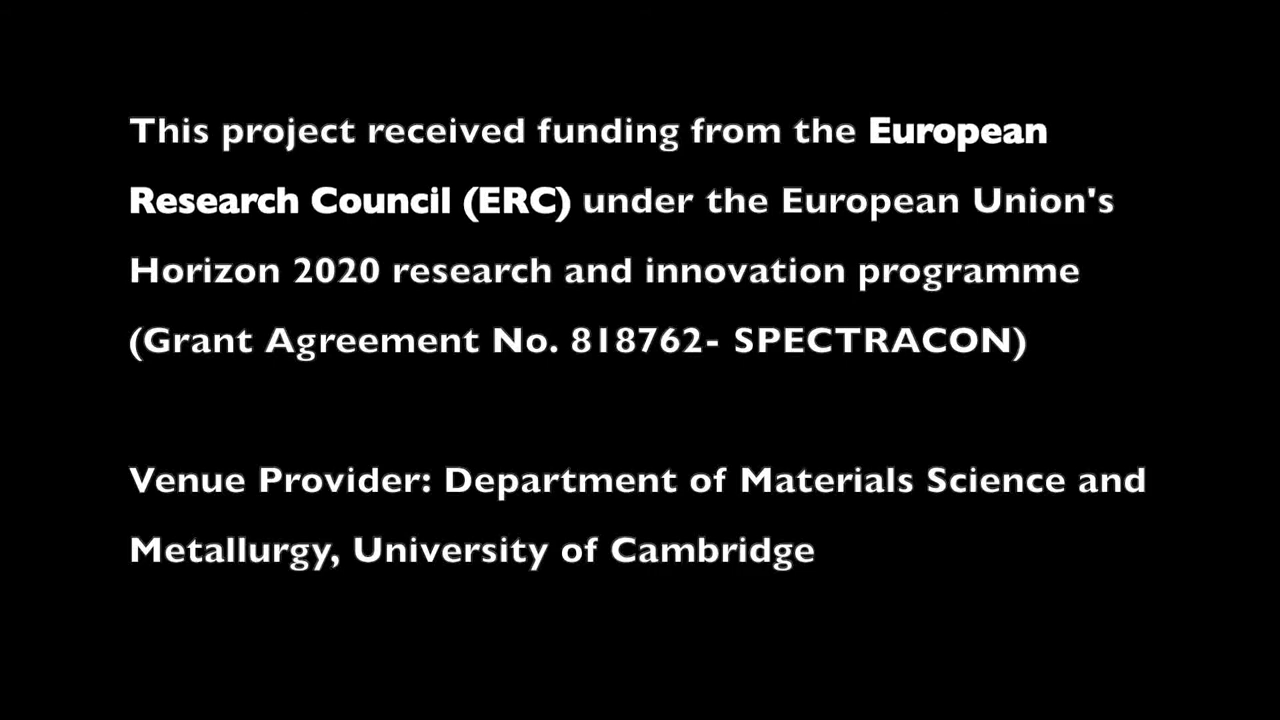 This project received funding from the European
Research Council (ERC) under the European Union's
Horizon 2020 research and innovation programme
(Grant Agreement No. 818762- SPECTRACON)
Venue Provider: Department of Materials Science and
Metallurgy, University of Cambridge